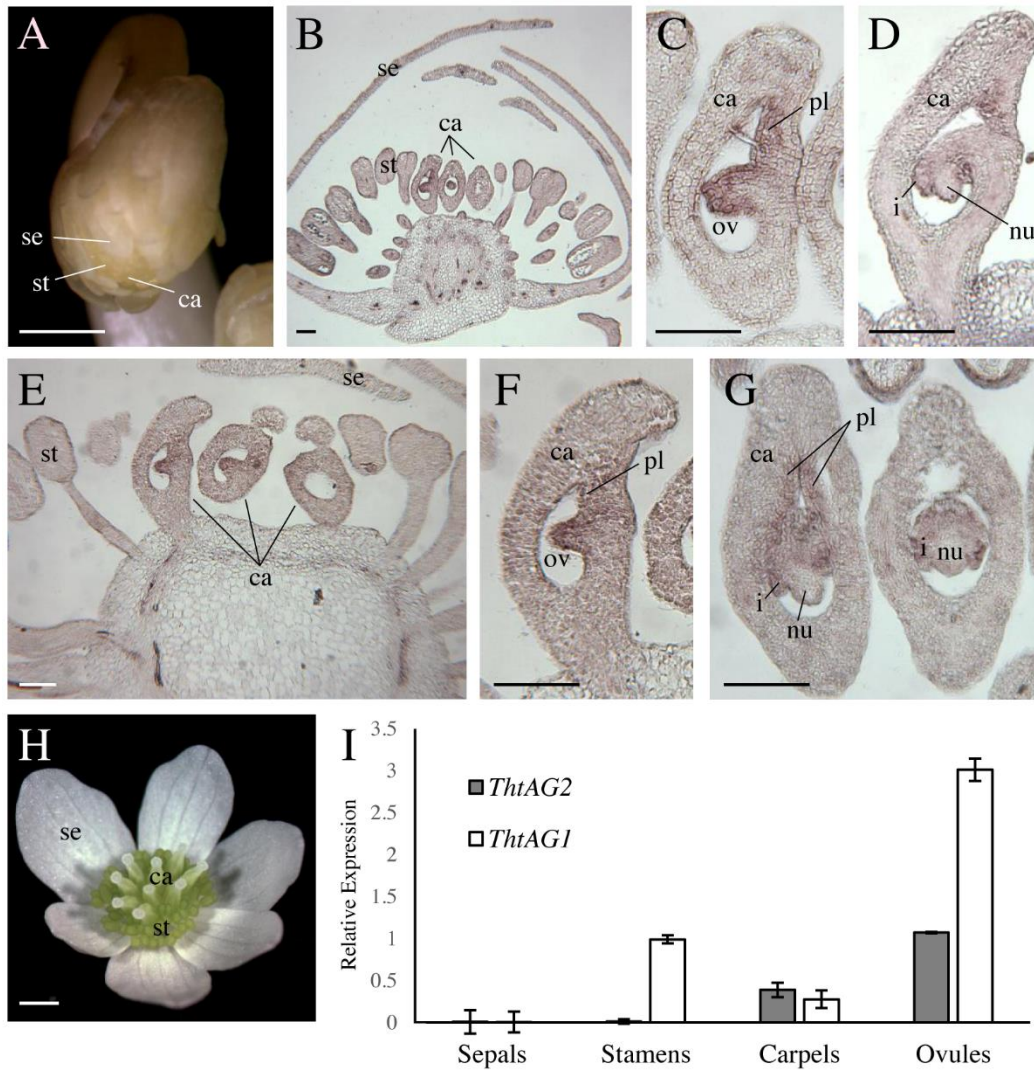 A
se
st
ca
B
se
ca
st
C
ca
pl
ov
D
ca
i
nu
E
se
st
ca
F
ca
pl
ov
G
pl
ca
i
nu
i
nu
H
se
ca
st
I
3.5
3
2.5
2
1.5
1
0.5
0
Relative Expression
ThtAG2
ThtAG1
Sepals Stamens Carpels Ovules